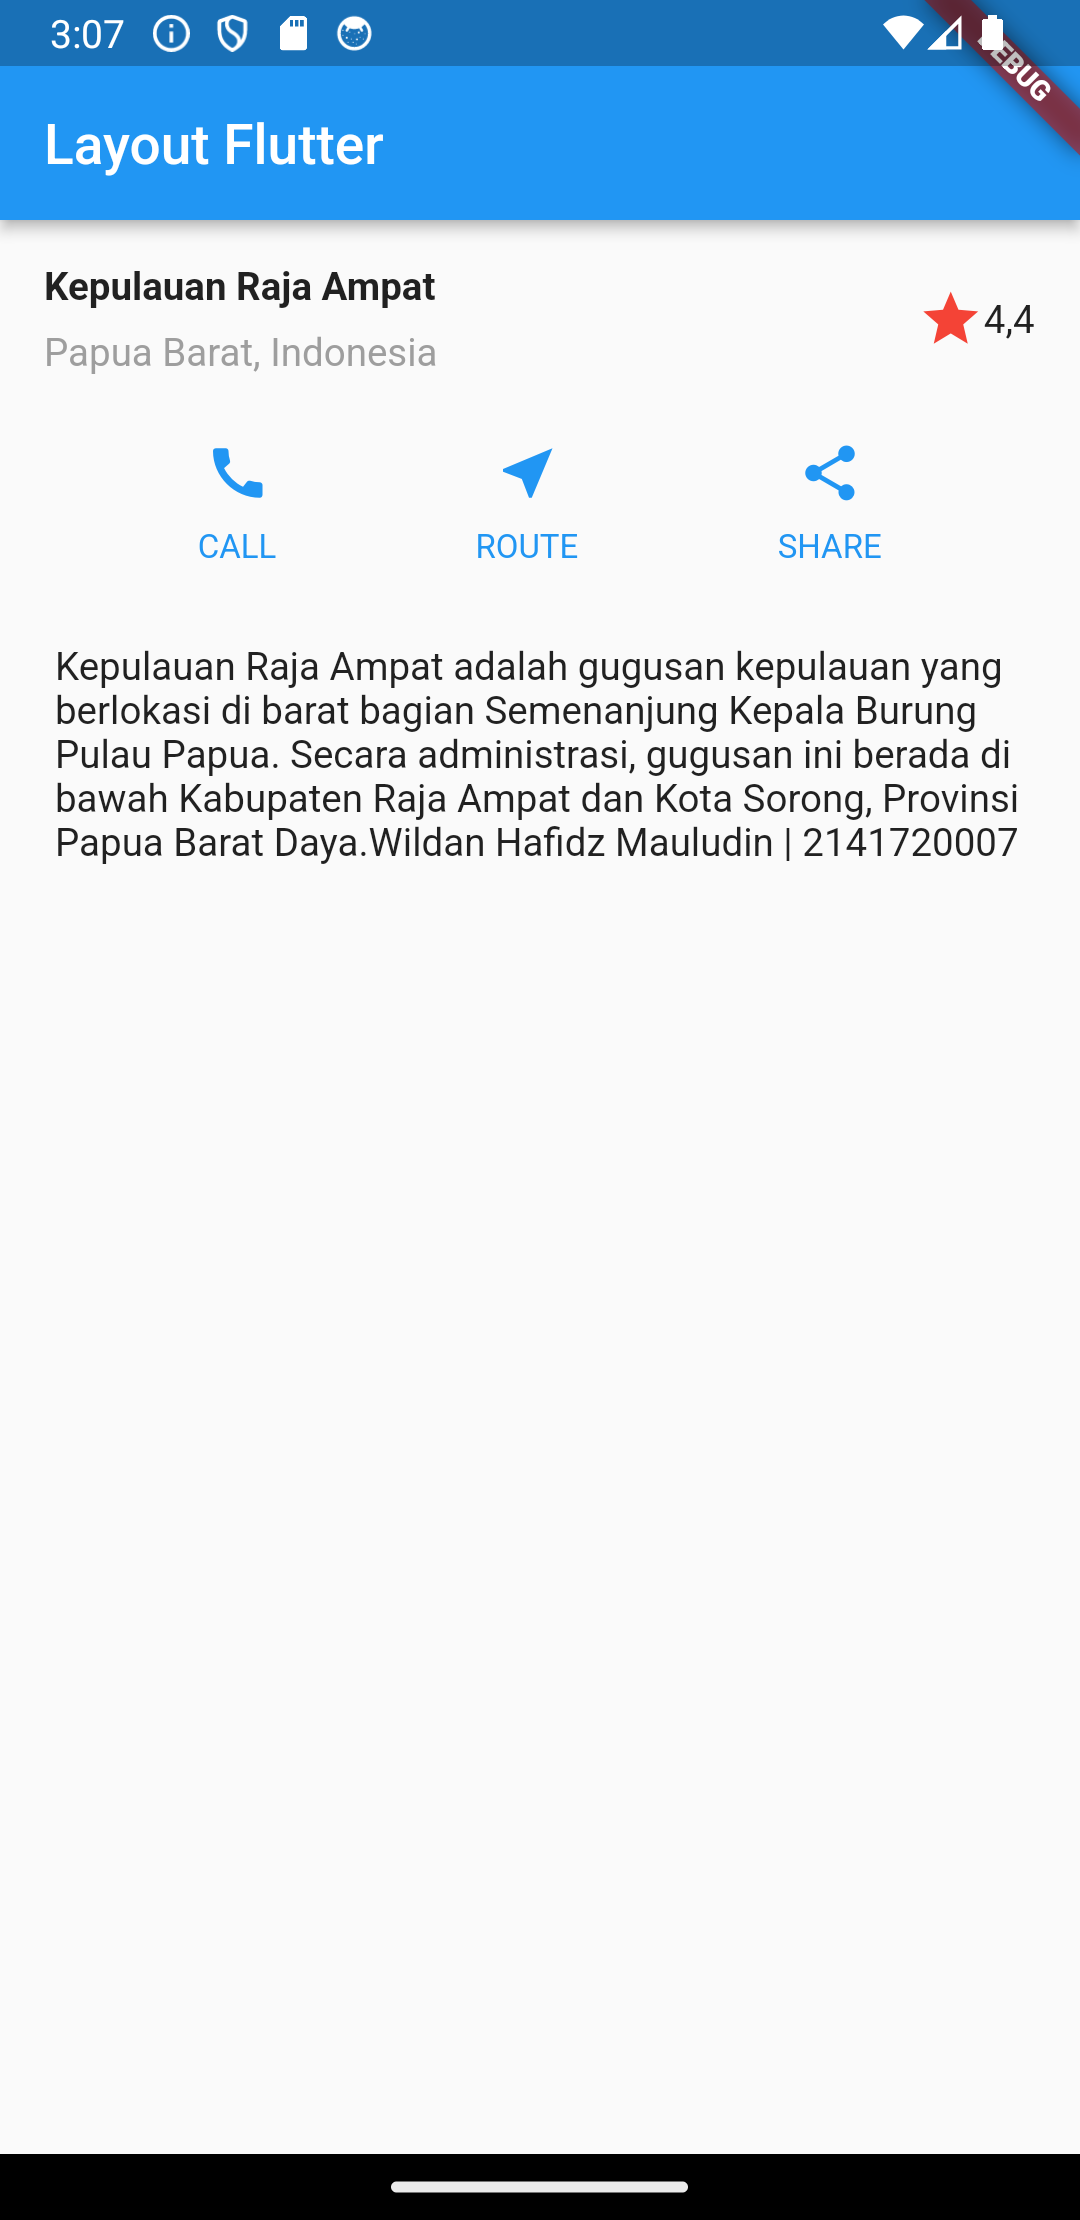 3:07
DEBUG
Layout Flutter
Kepulauan Raja Ampat
Papua Barat, Indonesia
4,4
CALL
ROUTE
SHARE
Kepulauan Raja Ampat adalah gugusan kepulauan yang
berlokasi di barat bagian Semenanjung Kepala Burung
Pulau Papua. Secara administrasi, gugusan ini berada di
bawah Kabupaten Raja Ampat dan Kota Sorong, Provinsi
Papua Barat Daya.Wildan Hafidz Mauludin | 2141720007